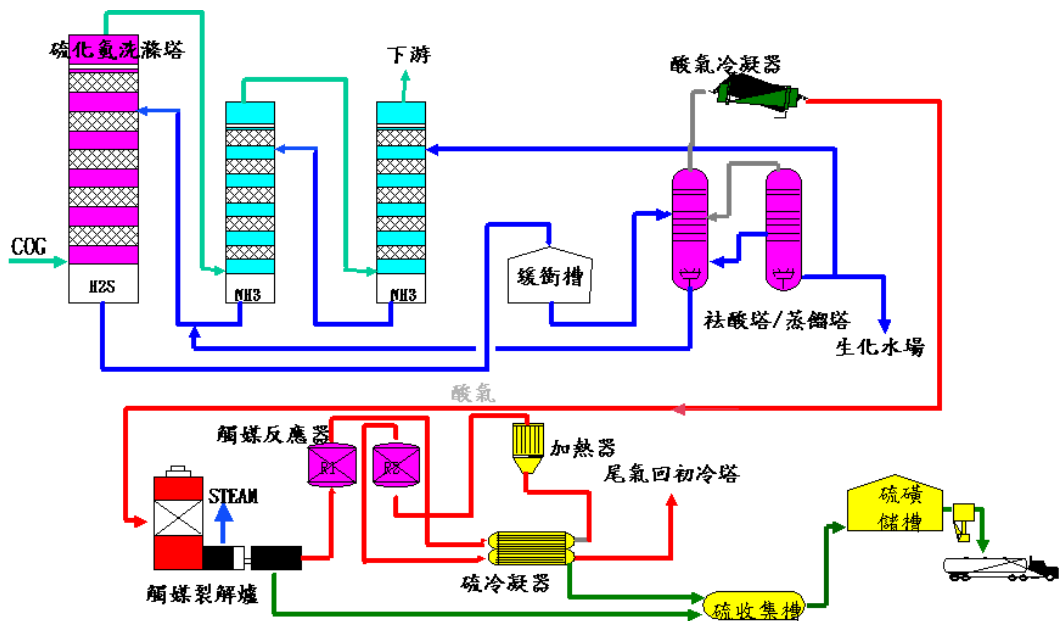 硫化氨洗滌塔
下游
酸氣冷凝器
COG
H2S
NH3
NH3
緩衝槽
祛酸塔/蒸餾塔
生化水場
酸氣
觸媒反應器
R1
R2
加熱器
尾氣回初冷塔
STEAM
硫磺
儲槽
觸媒裂解爐
硫冷凝器
硫收集槽